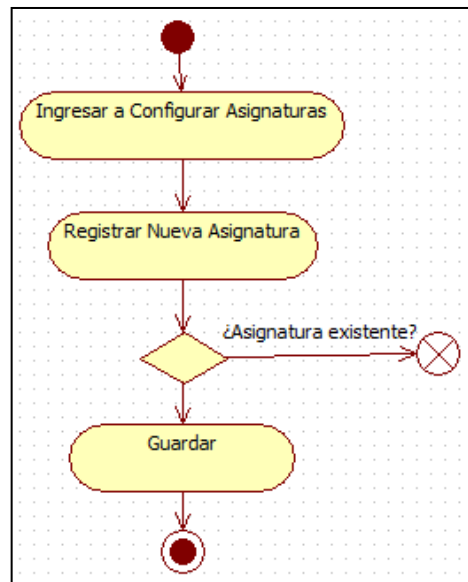 Ingresar a Configurar Asignaturas
Registrar Nueva Asignatura
¿Asignatura existente?
Guardar